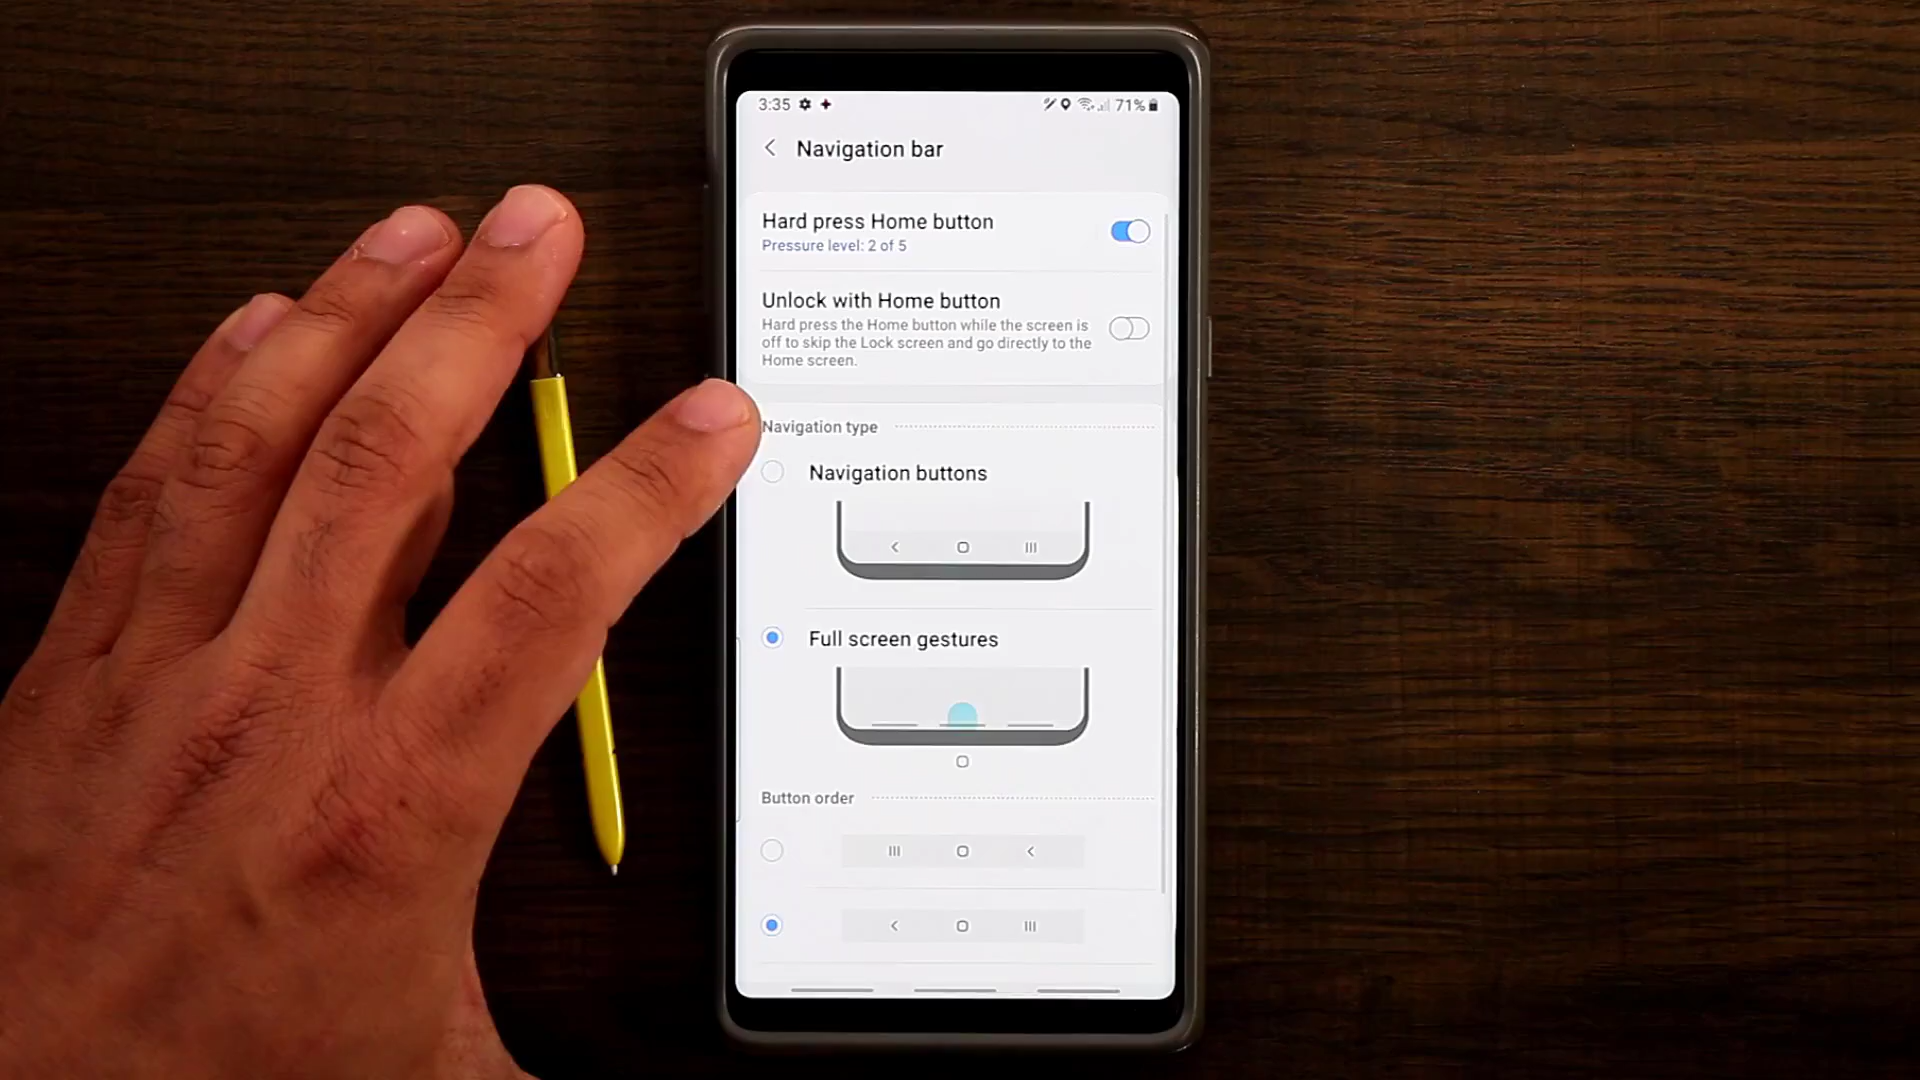 3:35
71%
Navigation bar
Hard press Home button
Pressure level: 2 of 5
Unlock with Home button
Hard press the Home button while the screen is
off to skip the Lock screen and go directly to the
Home screen.
Navigation type
Navigation buttons
Full screen gestures
Button order